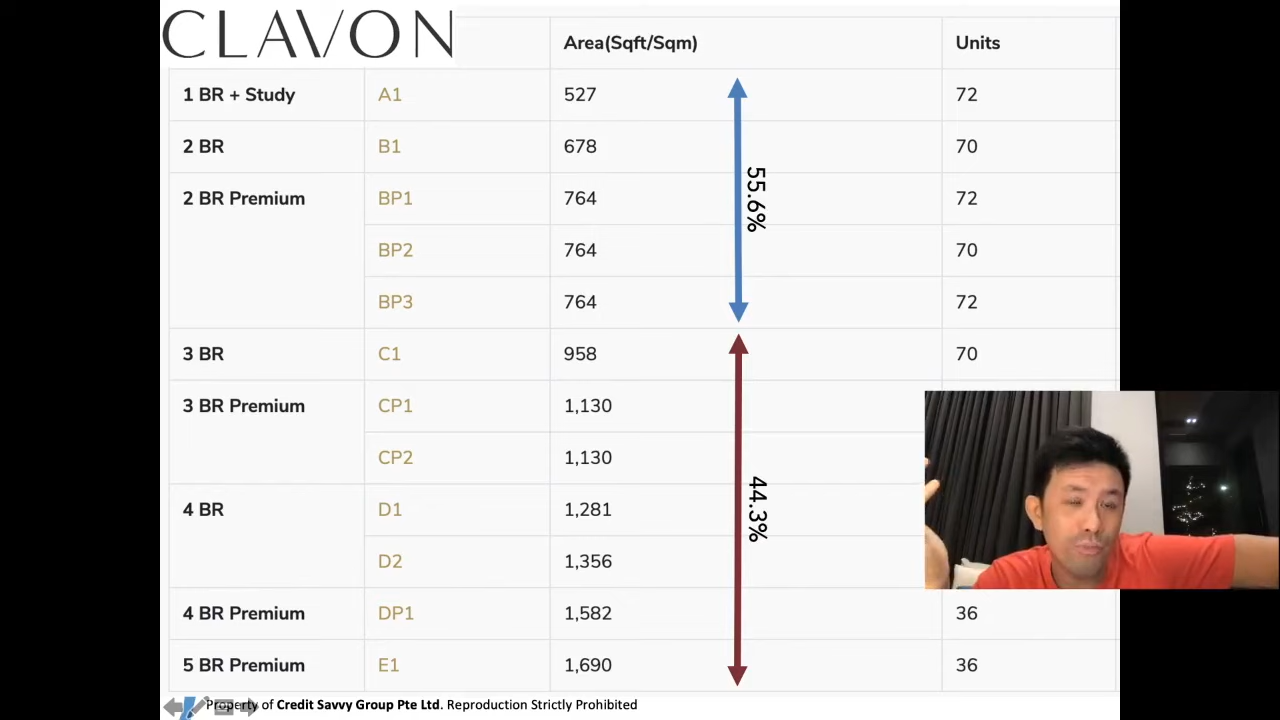 CLAVON
Area(Sqft/Sqm) Units
1 BR + Study A1 527 72
2 BR B1 678 70
2 BR Premium BP1 764 72
BP2 764 70
BP3 764 72
55.6%
3 BR C1 958 70
3 BR Premium CP1 1,130
CP2 1,130
4 BR D1 1,281
D2 1,356
4 BR Premium DP1 1,582 36
5 BR Premium E1 1,690 36
44.3%
Property of Credit Savvy Group Pte Ltd. Reproduction Strictly Prohibited